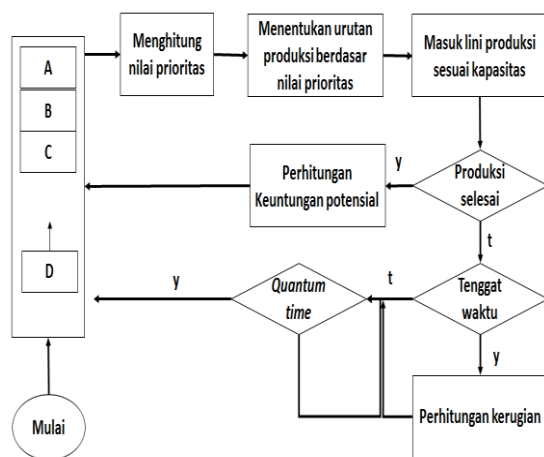 A
B
C
D
Mulai
Menghitung
nilai prioritas
Menentukan urutan
produksi berdasar
nilai prioritas
Masuk lini produksi
sesuai kapasitas
Produksi
selesai
y
Perhitungan
Keuntungan potensial
t
Tenggat
waktu
t
Quantum
time
y
y
Perhitungan kerugian